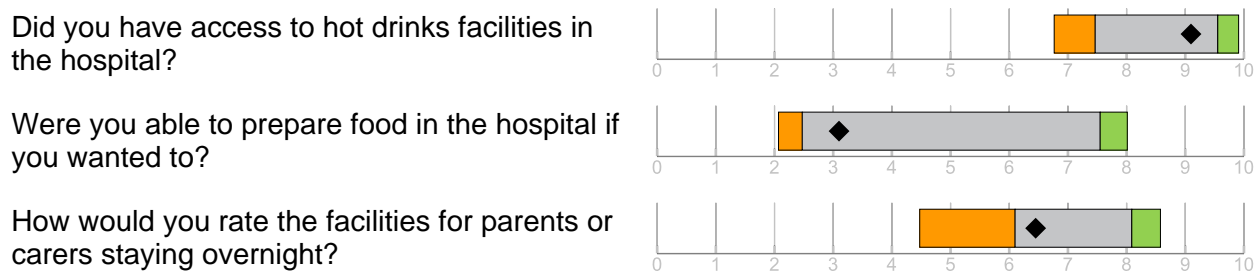 Did you have access to hot drinks facilities in
the hospital?
0 1 2 3 4 5 6 7 8 9 10
Were you able to prepare food in the hospital if
you wanted to?
0 1 2 3 4 5 6 7 8 9 10
How would you rate the facilities for parents or
carers staying overnight?
0 1 2 3 4 5 6 7 8 9 10